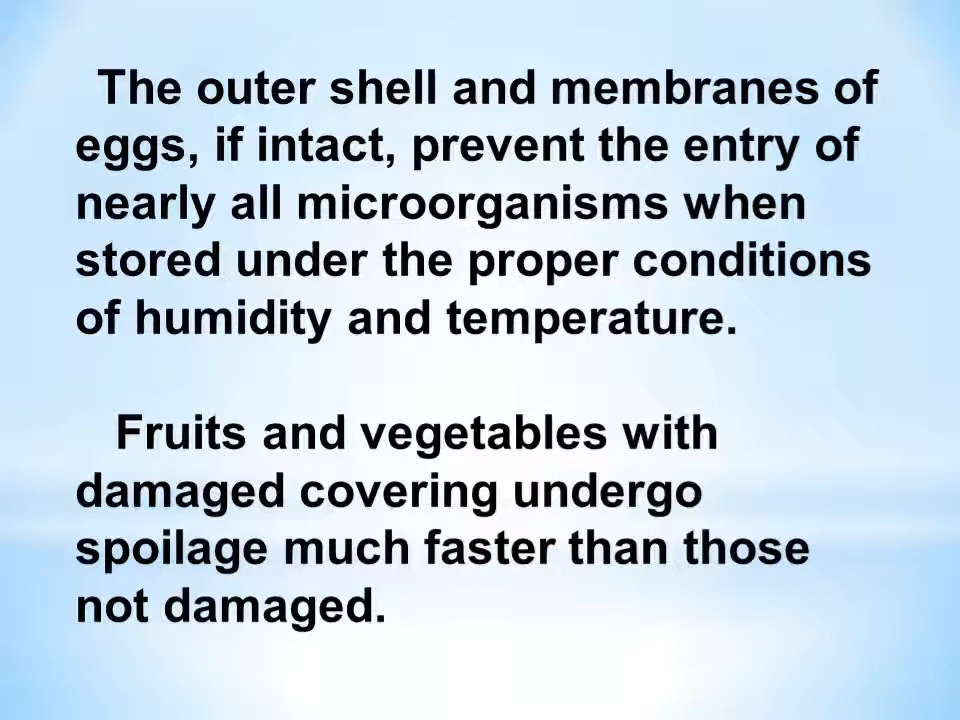 The outer shell and membranes of
eggs, if intact, prevent the entry of
nearly all microorganisms when
stored under the proper conditions
of humidity and temperature.
Fruits and vegetables with
damaged covering undergo
spoilage much faster than those
not damaged.